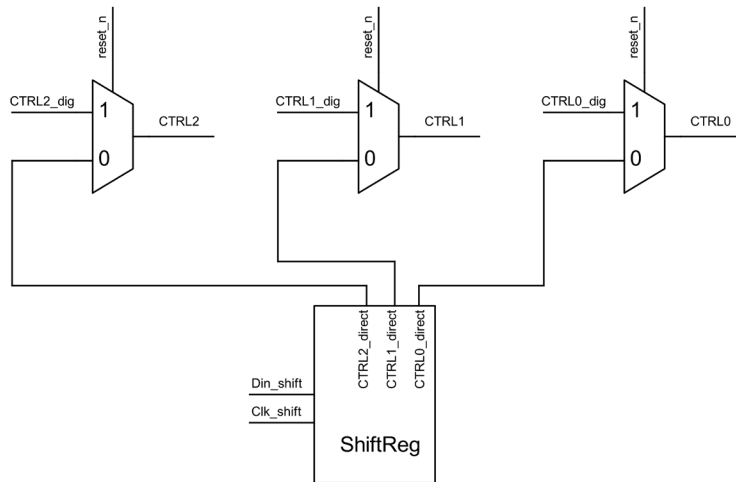 reset_n
reset_n
reset_n
CTRL2_dig
1
CTRL2
0
CTRL1_dig
1
CTRL1
0
CTRL0_dig
1
CTRL0
0
CTRL2_direct
CTRL1_direct
CTRL0_direct
Din_shift
Clk_shift
ShiftReg